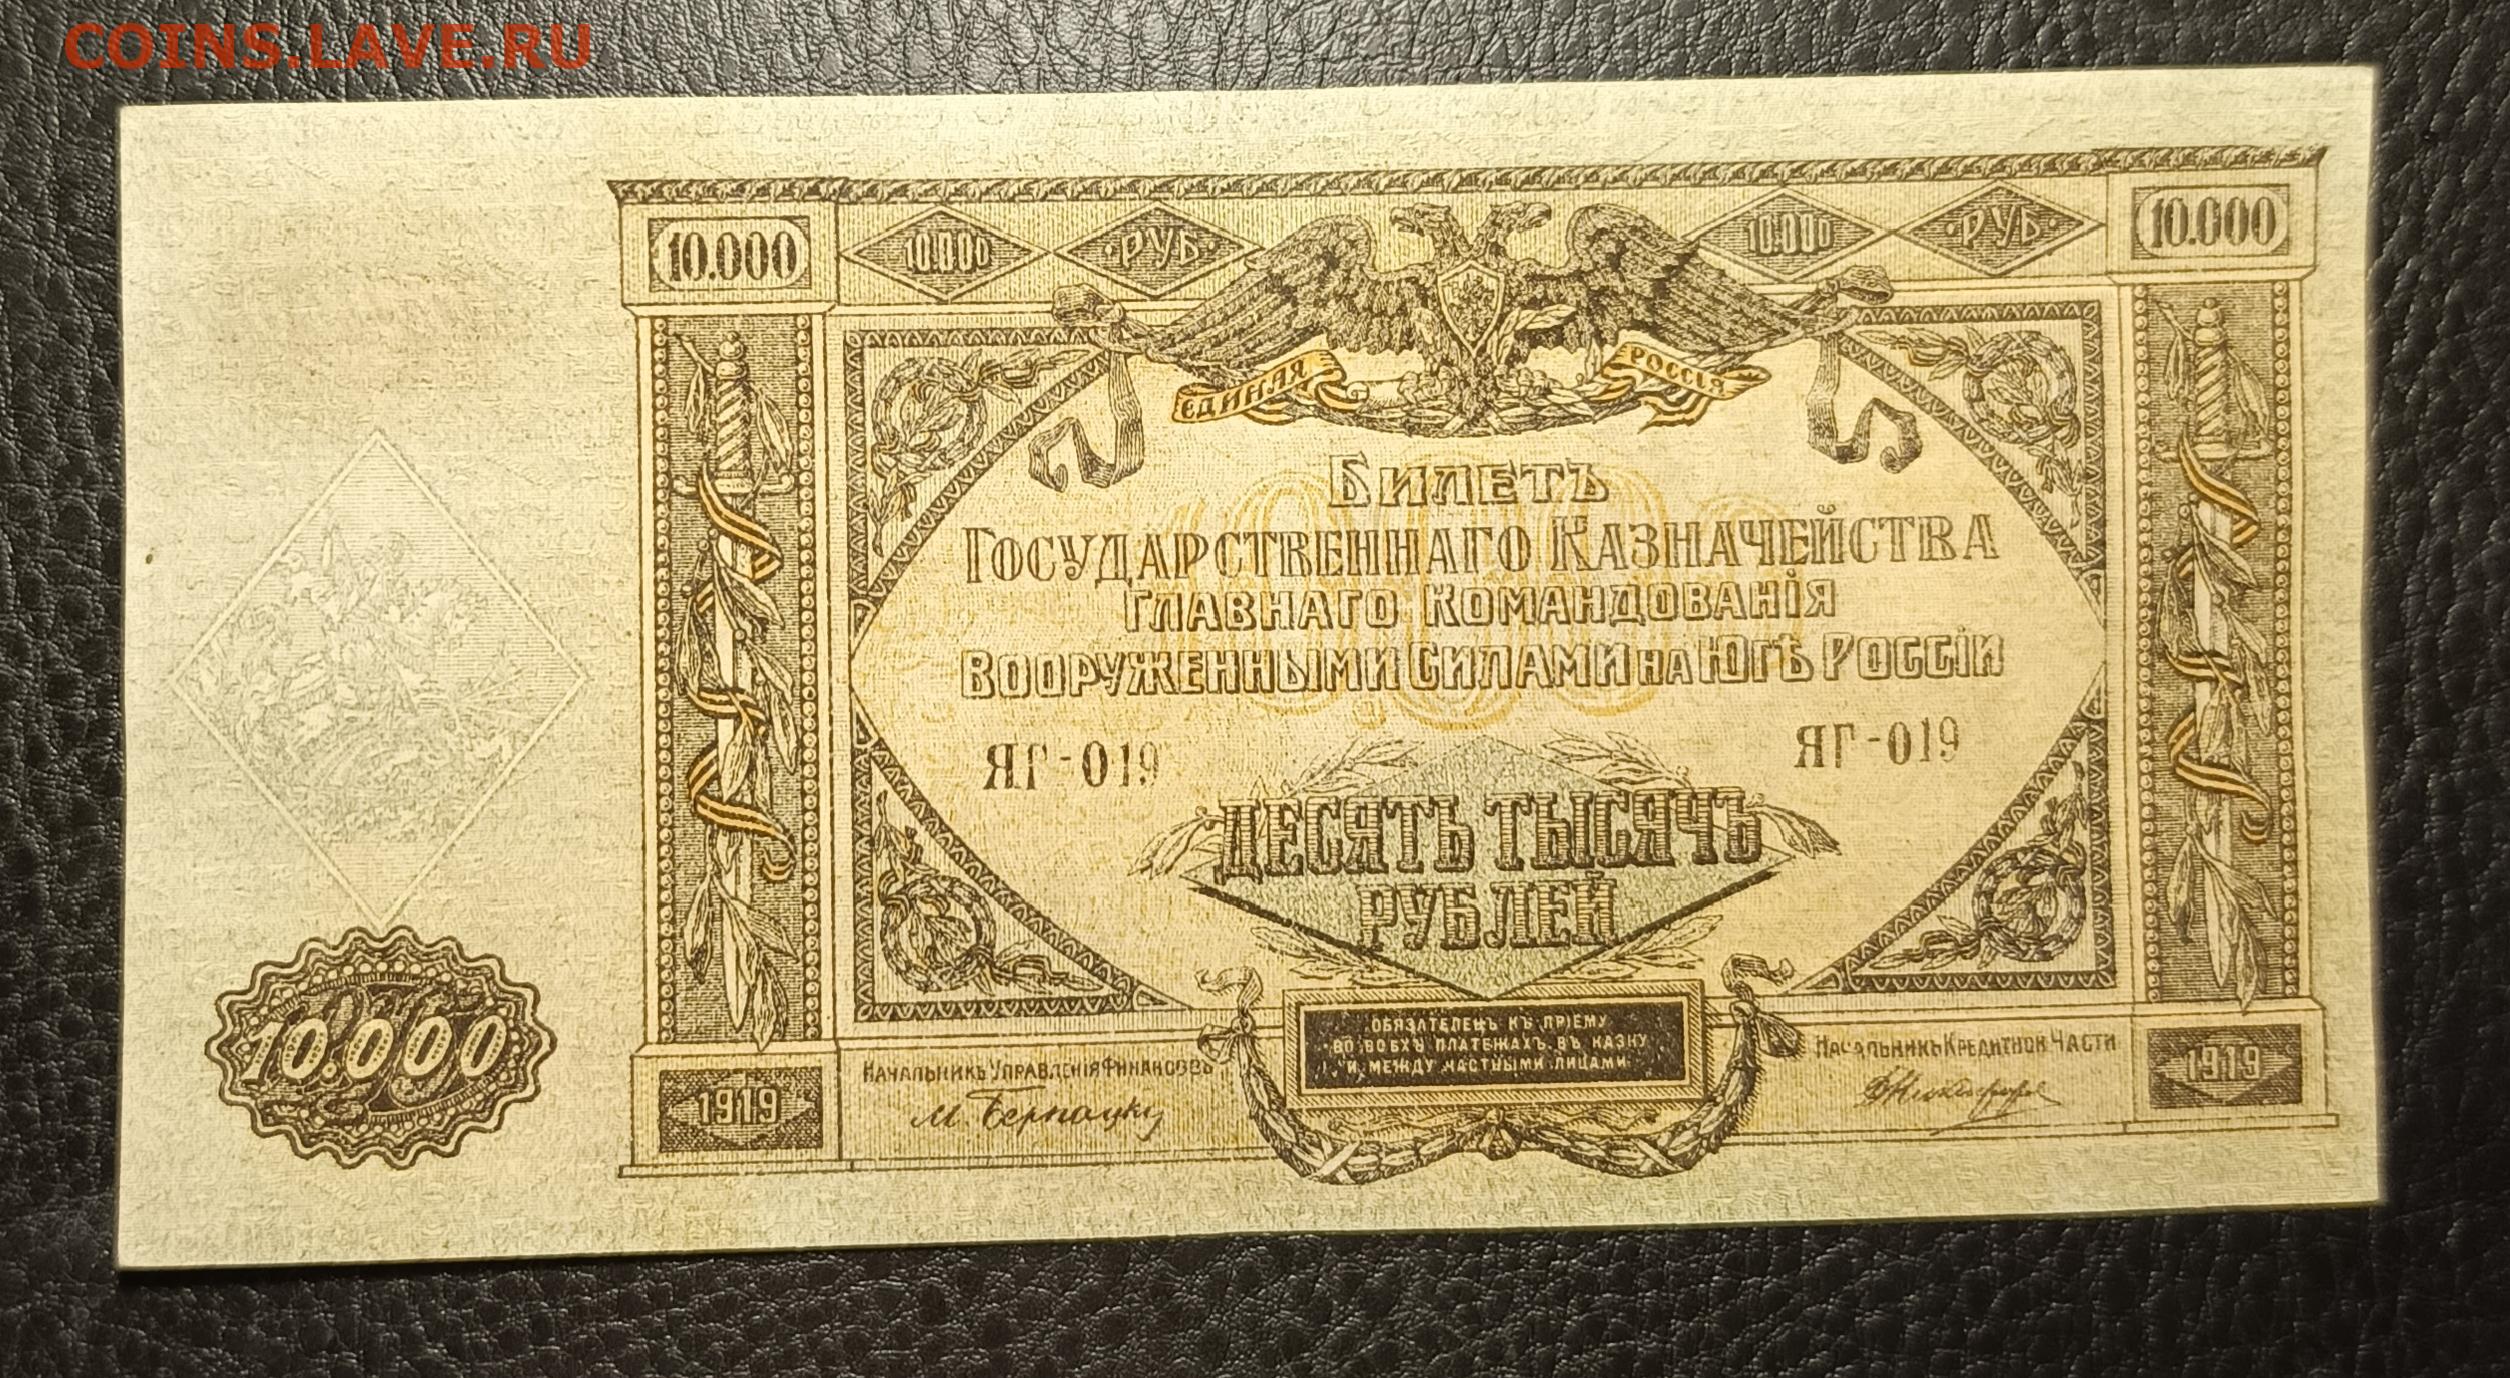 COINS.LAVE.RU
10.000 10.000 ·РУБ· 10.000 ·РУБ· 10.000
ЕДИНАЯ РОССІЯ
БИЛЕТЪ
ГОСУДАРСТВЕННАГО КАЗНАЧЕЙСТВА
ГЛАВНАГО КОМАНДОВАНІЯ
ВООРУЖЕННЫМИ СИЛАМИ НА ЮГѢ РОССІИ
ЯГ-019 ЯГ-019
ДЕСЯТЬ ТЫСЯЧЪ
РУБЛЕЙ
10.000
ОБЯЗАТЕЛЕНЪ КЪ ПРІЕМУ
ВО ВСѢХЪ ПЛАТЕЖАХЪ ВЪ КАЗНУ
И МЕЖДУ ЧАСТНЫМИ ЛИЦАМИ
НАЧАЛЬНИКЪ УПРАВЛЕНІЯ ФИНАНСОВЪ НАЧАЛЬНИКЪ КРЕДИТНОЙ ЧАСТИ
1919 М. Бернацкій 1919